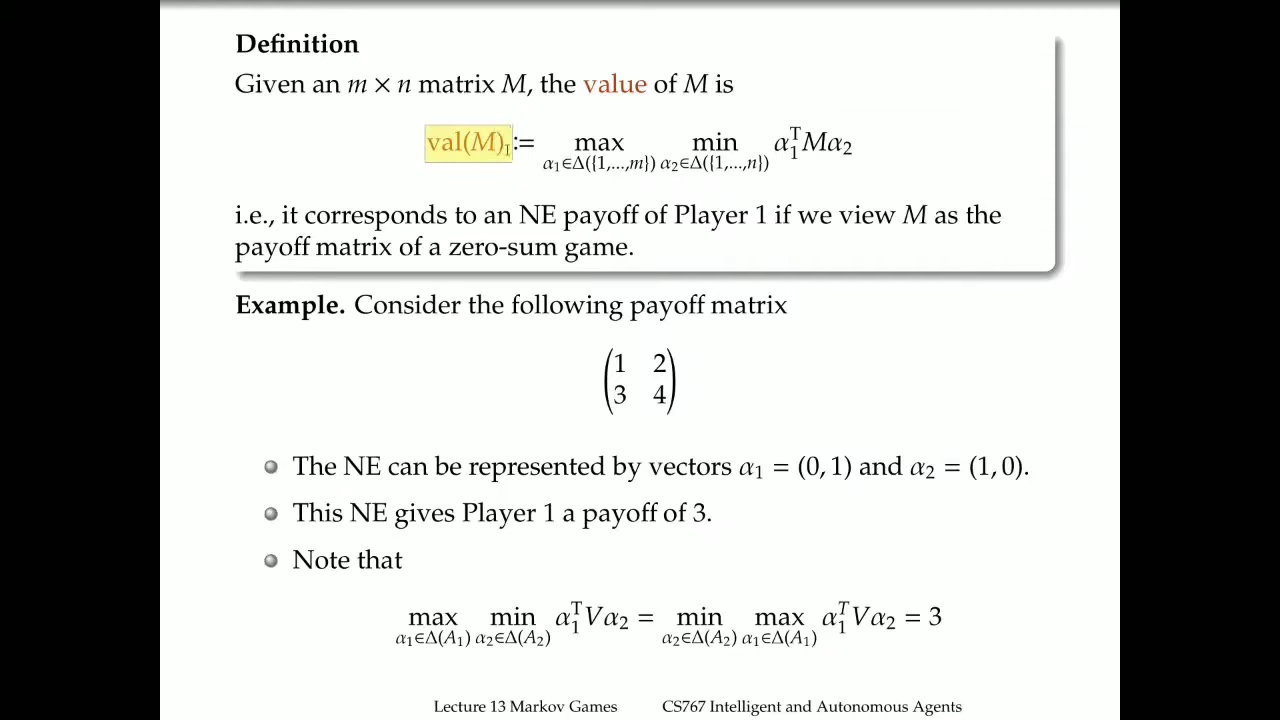 Definition
Given an m × n matrix M, the value of M is
val(M) := max min α₁ᵀMα₂
α₁∈Δ({1,...,m}) α₂∈Δ({1,...,n})
i.e., it corresponds to an NE payoff of Player 1 if we view M as the
payoff matrix of a zero-sum game.
Example. Consider the following payoff matrix
(1 2
3 4)
The NE can be represented by vectors α₁ = (0, 1) and α₂ = (1, 0).
This NE gives Player 1 a payoff of 3.
Note that
max min α₁ᵀVα₂ = min max α₁ᵀVα₂ = 3
α₁∈Δ(A₁) α₂∈Δ(A₂) α₂∈Δ(A₂) α₁∈Δ(A₁)
Lecture 13 Markov Games CS767 Intelligent and Autonomous Agents